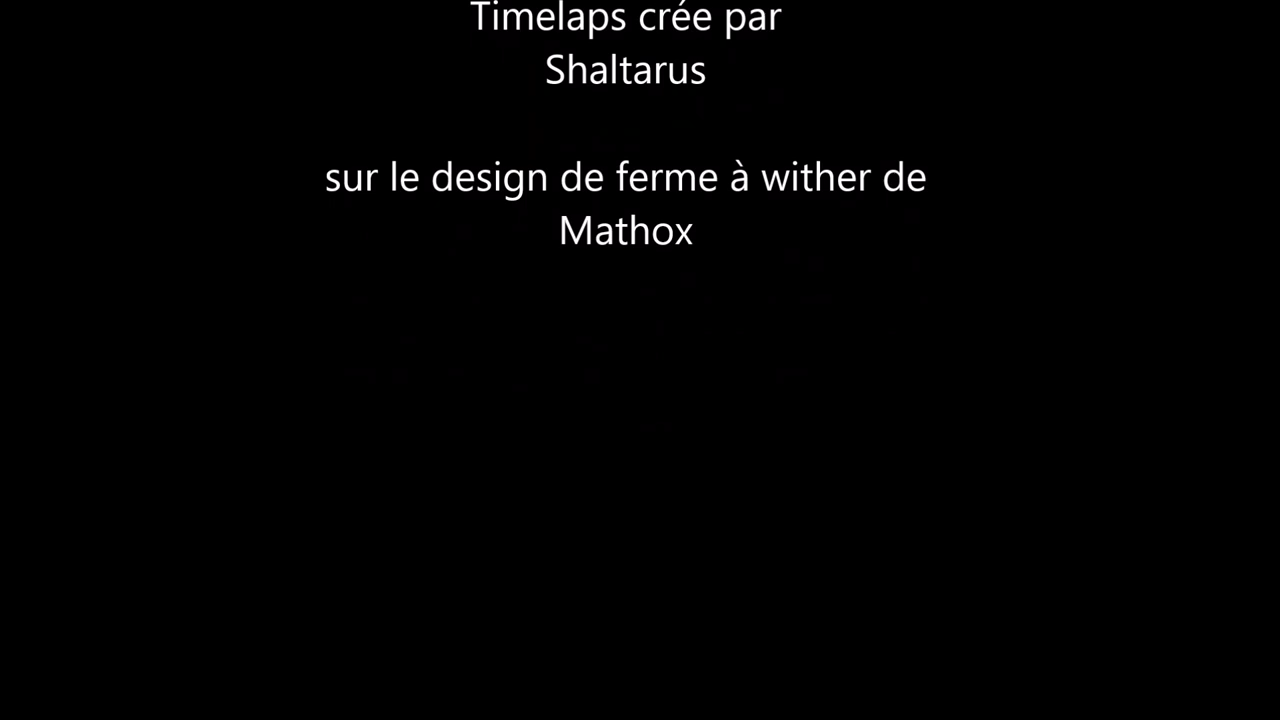 Timelaps crée par
Shaltarus
sur le design de ferme à wither de
Mathox